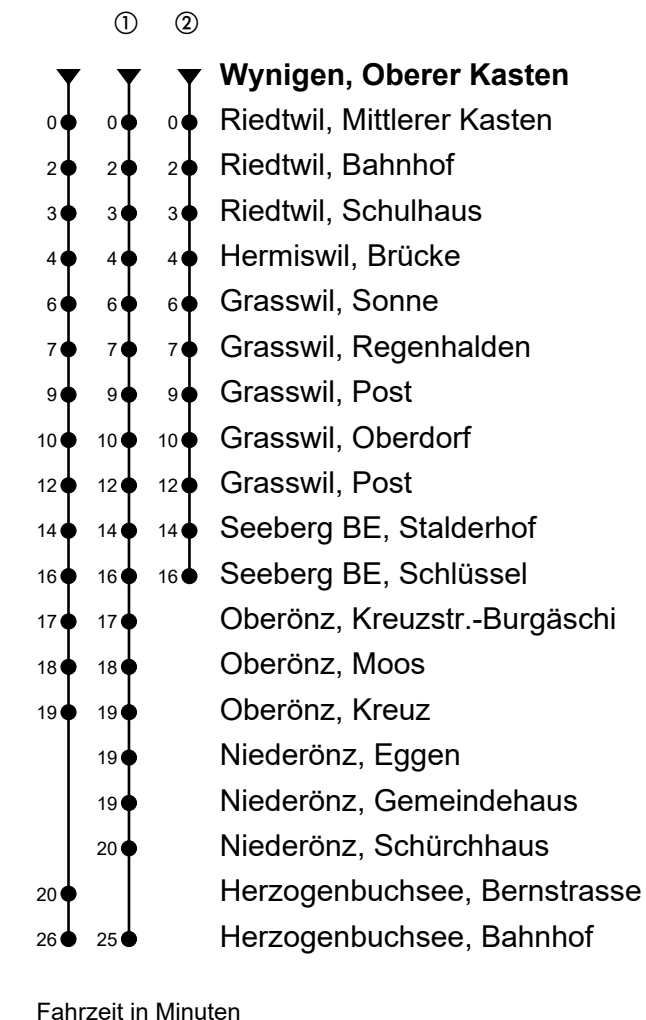 ① ②
Wynigen, Oberer Kasten
0 0 0 Riedtwil, Mittlerer Kasten
2 2 2 Riedtwil, Bahnhof
3 3 3 Riedtwil, Schulhaus
4 4 4 Hermiswil, Brücke
6 6 6 Grasswil, Sonne
7 7 7 Grasswil, Regenhalden
9 9 9 Grasswil, Post
10 10 10 Grasswil, Oberdorf
12 12 12 Grasswil, Post
14 14 14 Seeberg BE, Stalderhof
16 16 16 Seeberg BE, Schlüssel
17 17 Oberönz, Kreuzstr.-Burgäschi
18 18 Oberönz, Moos
19 19 Oberönz, Kreuz
19 Niederönz, Eggen
19 Niederönz, Gemeindehaus
20 Niederönz, Schürchhaus
20 Herzogenbuchsee, Bernstrasse
26 25 Herzogenbuchsee, Bahnhof
Fahrzeit in Minuten